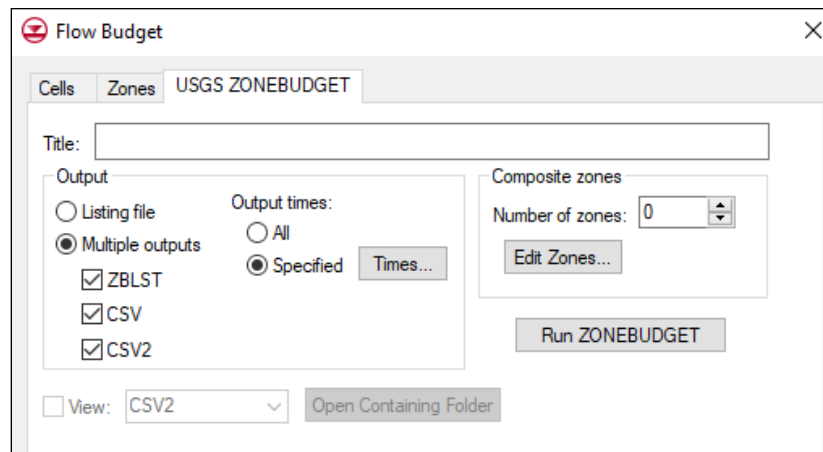 Flow Budget
Cells Zones USGS ZONEBUDGET
Title:
Output
Listing file
Multiple outputs
ZBLST
CSV
CSV2
Output times:
All
Specified Times...
Composite zones
Number of zones: 0
Edit Zones...
Run ZONEBUDGET
View: CSV2 Open Containing Folder